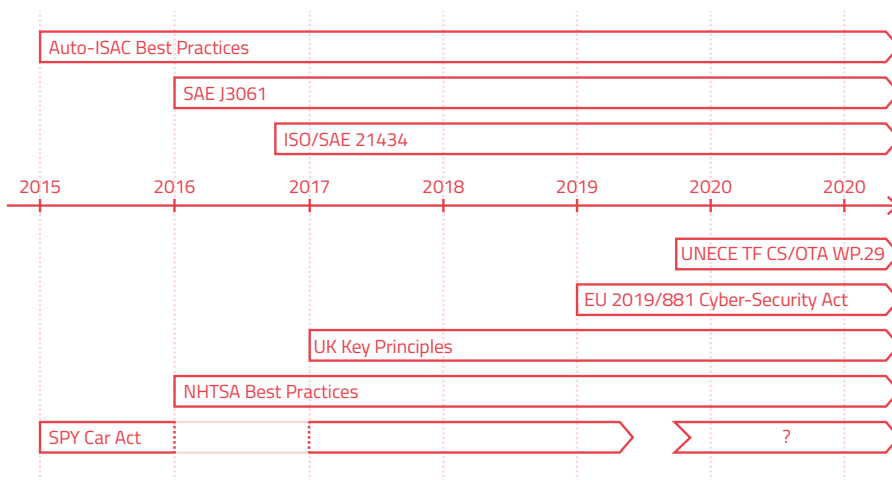 Auto-ISAC Best Practices
SAE J3061
ISO/SAE 21434
2015 2016 2017 2018 2019 2020 2020
UNECE TF CS/OTA WP.29
EU 2019/881 Cyber-Security Act
UK Key Principles
NHTSA Best Practices
SPY Car Act ?